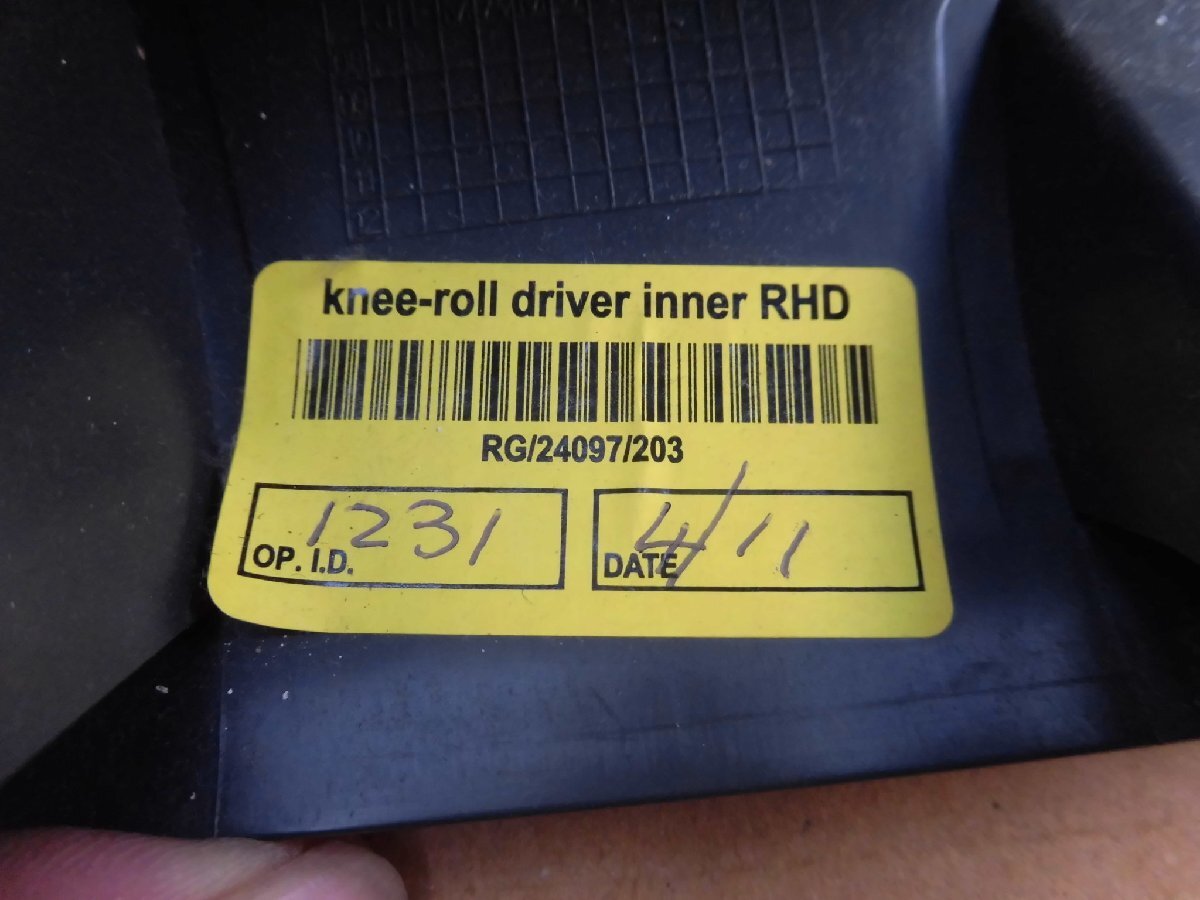 knee-roll driver inner RHD
RG/24097/203
1231
OP. I.D.
4/11
DATE